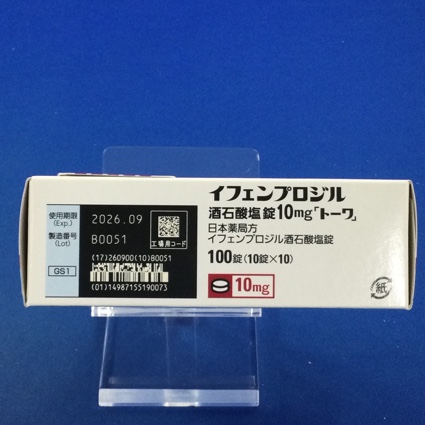 使用期限
(Exp.)
2026.09
製造番号
(Lot)
B0051
工場用コード
(17)260900(10)B0051
GS1
(01)14987155190073
イフェンプロジル
酒石酸塩錠10mg「トーワ」
日本薬局方
イフェンプロジル酒石酸塩錠
100錠(10錠×10)
10mg
紙